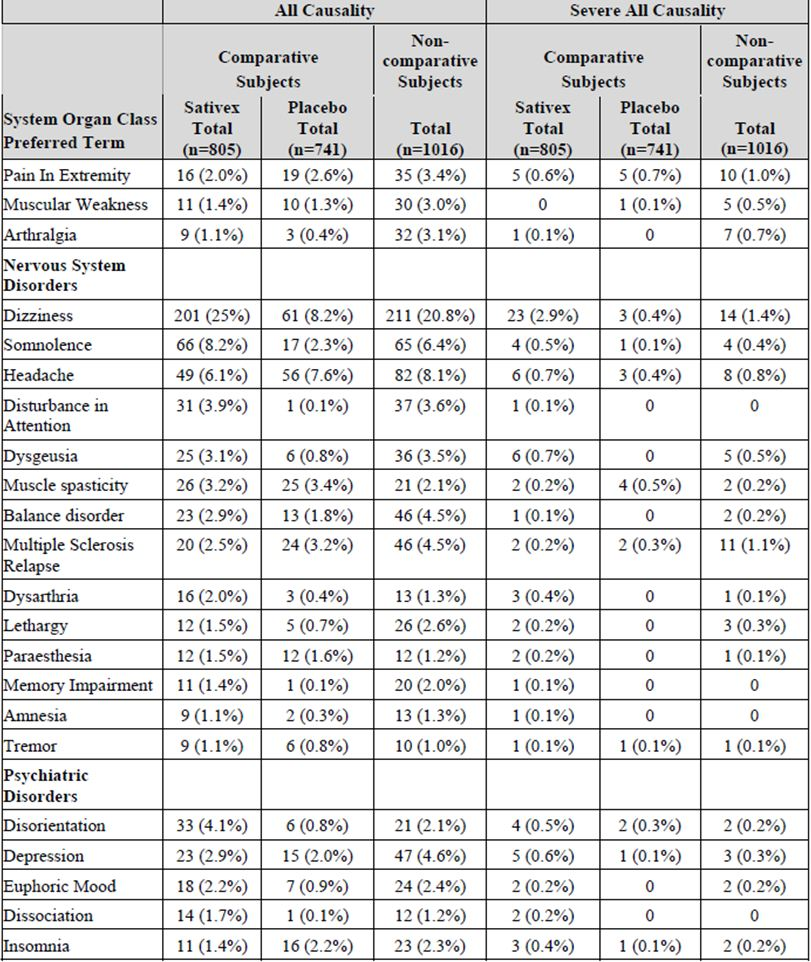 All Causality Severe All Causality
System Organ Class
Preferred Term
Comparative
Subjects
Non-
comparative
Subjects
Comparative
Subjects
Non-
comparative
Subjects
Sativex
Total
(n=805)
Placebo
Total
(n=741)
Total
(n=1016)
Sativex
Total
(n=805)
Placebo
Total
(n=741)
Total
(n=1016)
Pain In Extremity 16 (2.0%) 19 (2.6%) 35 (3.4%) 5 (0.6%) 5 (0.7%) 10 (1.0%)
Muscular Weakness 11 (1.4%) 10 (1.3%) 30 (3.0%) 0 1 (0.1%) 5 (0.5%)
Arthralgia 9 (1.1%) 3 (0.4%) 32 (3.1%) 1 (0.1%) 0 7 (0.7%)
Nervous System
Disorders
Dizziness 201 (25%) 61 (8.2%) 211 (20.8%) 23 (2.9%) 3 (0.4%) 14 (1.4%)
Somnolence 66 (8.2%) 17 (2.3%) 65 (6.4%) 4 (0.5%) 1 (0.1%) 4 (0.4%)
Headache 49 (6.1%) 56 (7.6%) 82 (8.1%) 6 (0.7%) 3 (0.4%) 8 (0.8%)
Disturbance in
Attention
31 (3.9%) 1 (0.1%) 37 (3.6%) 1 (0.1%) 0 0
Dysgeusia 25 (3.1%) 6 (0.8%) 36 (3.5%) 6 (0.7%) 0 5 (0.5%)
Muscle spasticity 26 (3.2%) 25 (3.4%) 21 (2.1%) 2 (0.2%) 4 (0.5%) 2 (0.2%)
Balance disorder 23 (2.9%) 13 (1.8%) 46 (4.5%) 1 (0.1%) 0 2 (0.2%)
Multiple Sclerosis
Relapse
20 (2.5%) 24 (3.2%) 46 (4.5%) 2 (0.2%) 2 (0.3%) 11 (1.1%)
Dysarthria 16 (2.0%) 3 (0.4%) 13 (1.3%) 3 (0.4%) 0 1 (0.1%)
Lethargy 12 (1.5%) 5 (0.7%) 26 (2.6%) 2 (0.2%) 0 3 (0.3%)
Paraesthesia 12 (1.5%) 12 (1.6%) 12 (1.2%) 2 (0.2%) 0 1 (0.1%)
Memory Impairment 11 (1.4%) 1 (0.1%) 20 (2.0%) 1 (0.1%) 0 0
Amnesia 9 (1.1%) 2 (0.3%) 13 (1.3%) 1 (0.1%) 0 0
Tremor 9 (1.1%) 6 (0.8%) 10 (1.0%) 1 (0.1%) 1 (0.1%) 1 (0.1%)
Psychiatric
Disorders
Disorientation 33 (4.1%) 6 (0.8%) 21 (2.1%) 4 (0.5%) 2 (0.3%) 2 (0.2%)
Depression 23 (2.9%) 15 (2.0%) 47 (4.6%) 5 (0.6%) 1 (0.1%) 3 (0.3%)
Euphoric Mood 18 (2.2%) 7 (0.9%) 24 (2.4%) 2 (0.2%) 0 2 (0.2%)
Dissociation 14 (1.7%) 1 (0.1%) 12 (1.2%) 2 (0.2%) 0 0
Insomnia 11 (1.4%) 16 (2.2%) 23 (2.3%) 3 (0.4%) 1 (0.1%) 2 (0.2%)